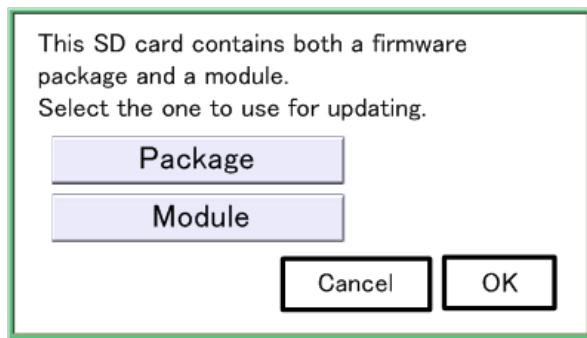 This SD card contains both a firmware
package and a module.
Select the one to use for updating.
Package
Module
Cancel
OK